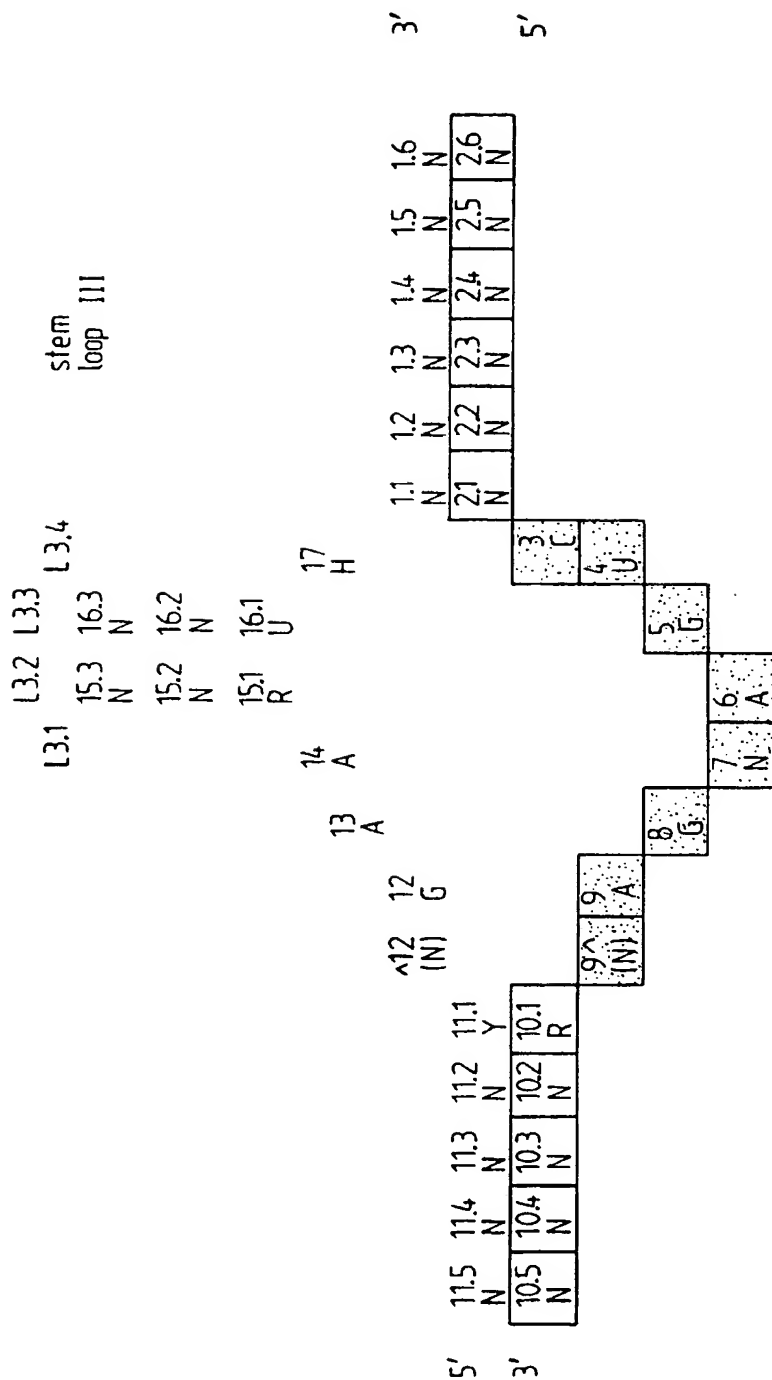 L3.2 L3.3
L3.1 L3.4
stem
loop III
15.3 16.3
N N
15.2 16.2
N N
15.1 16.1
R U
14 17
A H
13
A
^12 12 1.1 1.2 1.3 1.4 1.5 1.6 3'
(N) G N N N N N N
5' 11.5 11.4 11.3 11.2 11.1 2.1 2.2 2.3 2.4 2.5 2.6
N N N N Y N N N N N N
3' 10.5 10.4 10.3 10.2 10.1 3 5'
N N N N R C
9^ 9 4
(N) A U
8 5
G G
7 6
N A